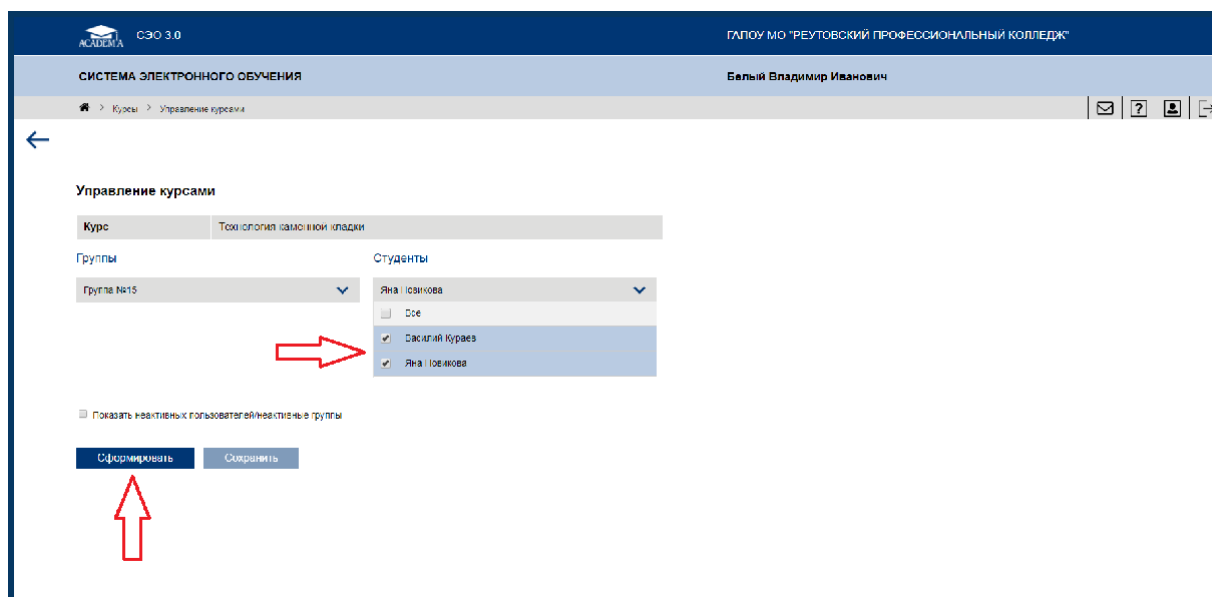 ACADEM'A СЭО 3.0 ГАПОУ МО "РЕУТОВСКИЙ ПРОФЕССИОНАЛЬНЫЙ КОЛЛЕДЖ"
СИСТЕМА ЭЛЕКТРОННОГО ОБУЧЕНИЯ Белый Владимир Иванович
> Курсы > Управление курсами
Управление курсами
Курс Технология каменной кладки
Группы Студенты
Группа №15 Яна Новикова
Все
Василий Кураев
Яна Новикова
Показать неактивных пользователей/неактивные группы
Сформировать Сохранить